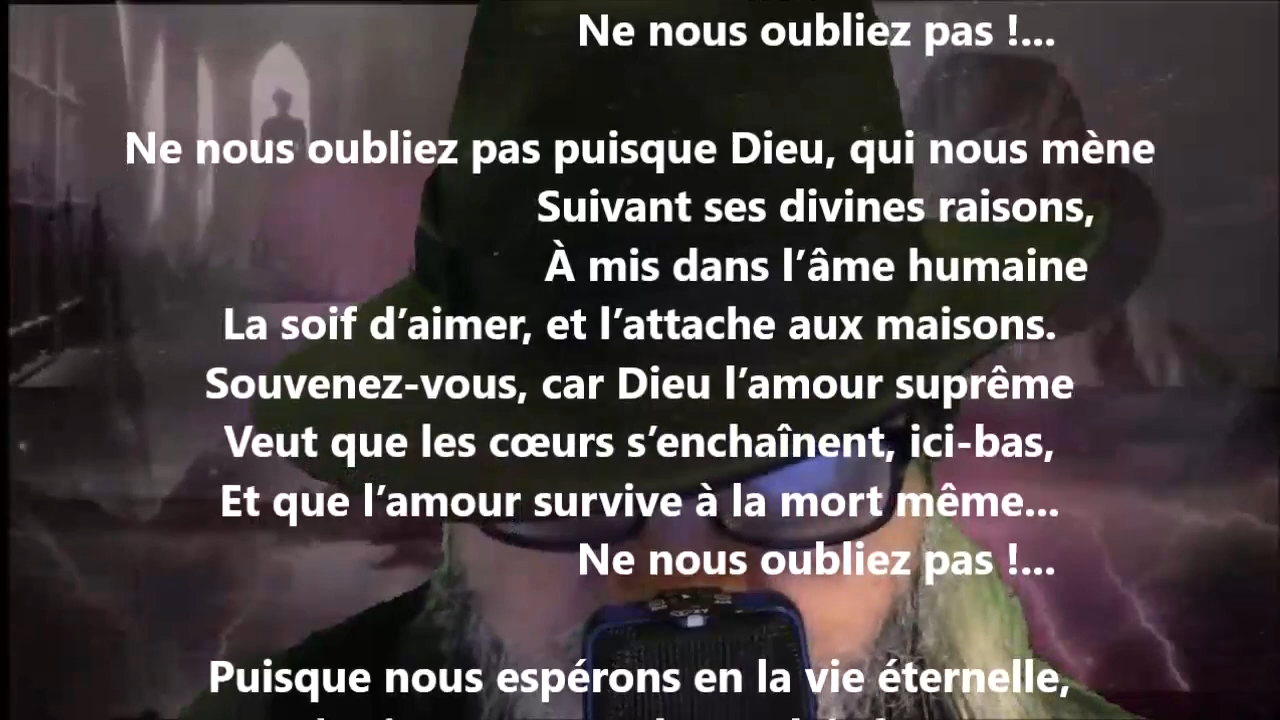 Ne nous oubliez pas !...
Ne nous oubliez pas puisque Dieu, qui nous mène
Suivant ses divines raisons,
À mis dans l’âme humaine
La soif d’aimer, et l’attache aux maisons.
Souvenez-vous, car Dieu l’amour suprême
Veut que les cœurs s’enchaînent, ici-bas,
Et que l’amour survive à la mort même...
Ne nous oubliez pas !...
Puisque nous espérons en la vie éternelle,